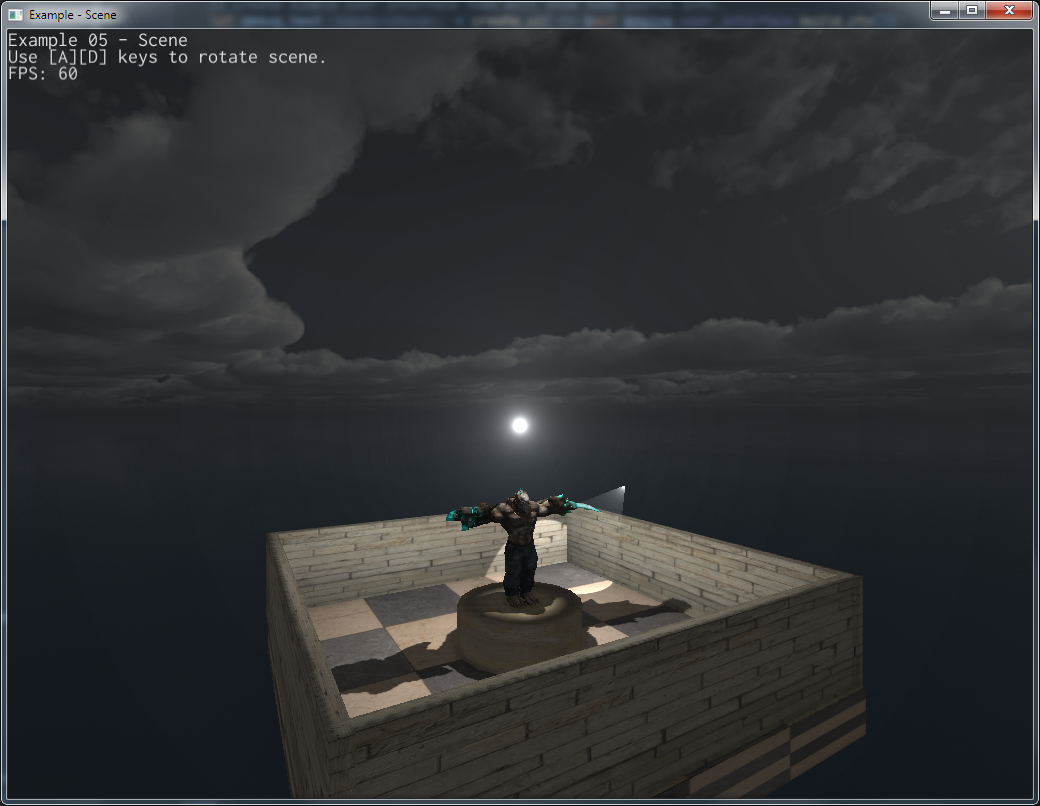 Example - Scene
Example 05 - Scene
Use [A][D] keys to rotate scene.
FPS: 60